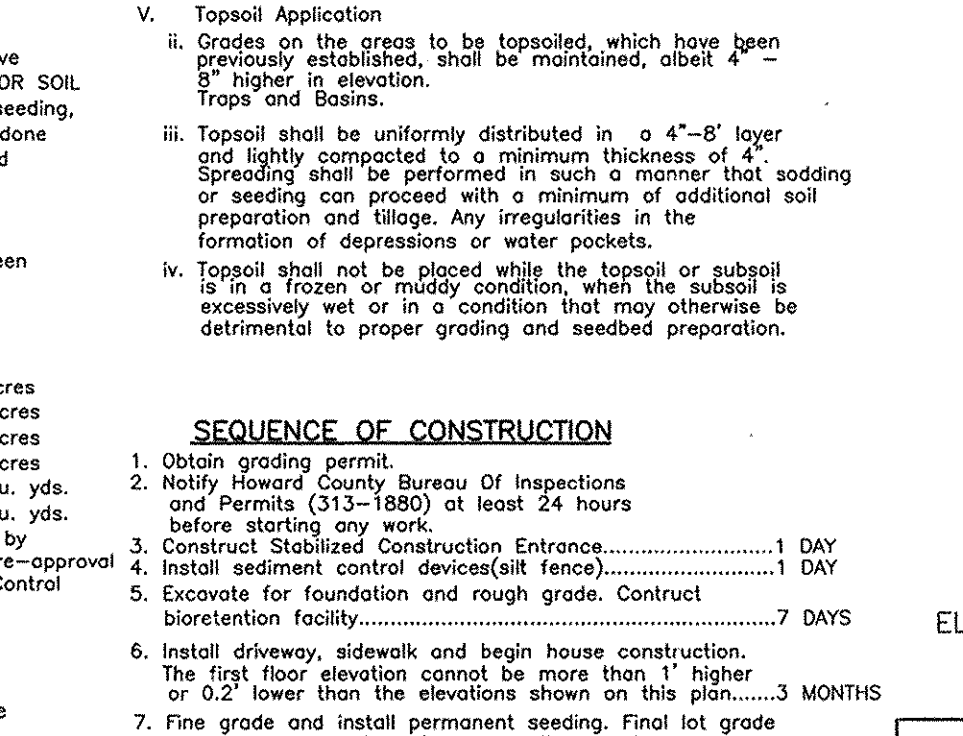 V. Topsoil Application
ii. Grades on the areas to be topsoiled, which have been
previously established, shall be maintained, albeit 4" –
8" higher in elevation.
Traps and Basins.
iii. Topsoil shall be uniformly distributed in a 4"–8' layer
and lightly compacted to a minimum thickness of 4".
Spreading shall be performed in such a manner that sodding
or seeding can proceed with a minimum of additional soil
preparation and tillage. Any irregularities in the
formation of depressions or water pockets.
iv. Topsoil shall not be placed while the topsoil or subsoil
is in a frozen or muddy condition, when the subsoil is
excessively wet or in a condition that may otherwise be
detrimental to proper grading and seedbed preparation.
SEQUENCE OF CONSTRUCTION
1. Obtain grading permit.
2. Notify Howard County Bureau Of Inspections
and Permits (313–1880) at least 24 hours
before starting any work.
3. Construct Stabilized Construction Entrance...........................1 DAY
4. Install sediment control devices(silt fence)...........................1 DAY
5. Excavate for foundation and rough grade. Contruct
bioretention facility..................................................................7 DAYS
6. Install driveway, sidewalk and begin house construction.
The first floor elevation cannot be more than 1' higher
or 0.2' lower than the elevations shown on this plan.......3 MONTHS
7. Fine grade and install permanent seeding. Final lot grade
ve
OR SOIL
seeding,
done
d
een
cres
cres
cres
cres
u. yds.
u. yds.
by
re–approval
Control
e
EL